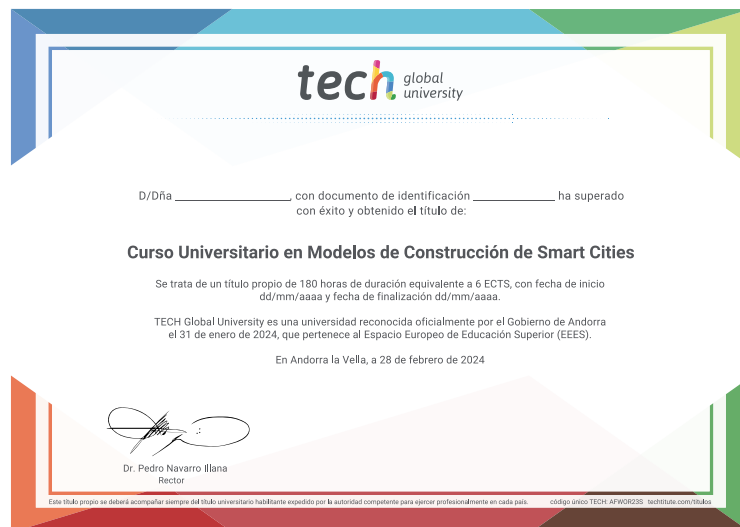 tech global
university
D/Dña ______________, con documento de identificación ____________ ha superado
con éxito y obtenido el título de:
Curso Universitario en Modelos de Construcción de Smart Cities
Se trata de un título propio de 180 horas de duración equivalente a 6 ECTS, con fecha de inicio
dd/mm/aaaa y fecha de finalización dd/mm/aaaa.
TECH Global University es una universidad reconocida oficialmente por el Gobierno de Andorra
el 31 de enero de 2024, que pertenece al Espacio Europeo de Educación Superior (EEES).
En Andorra la Vella, a 28 de febrero de 2024
Dr. Pedro Navarro Illana
Rector
Este título propio se deberá acompañar siempre del título universitario habilitante expedido por la autoridad competente para ejercer profesionalmente en cada país. código único TECH: AFWOR23S techtitute.com/titulos